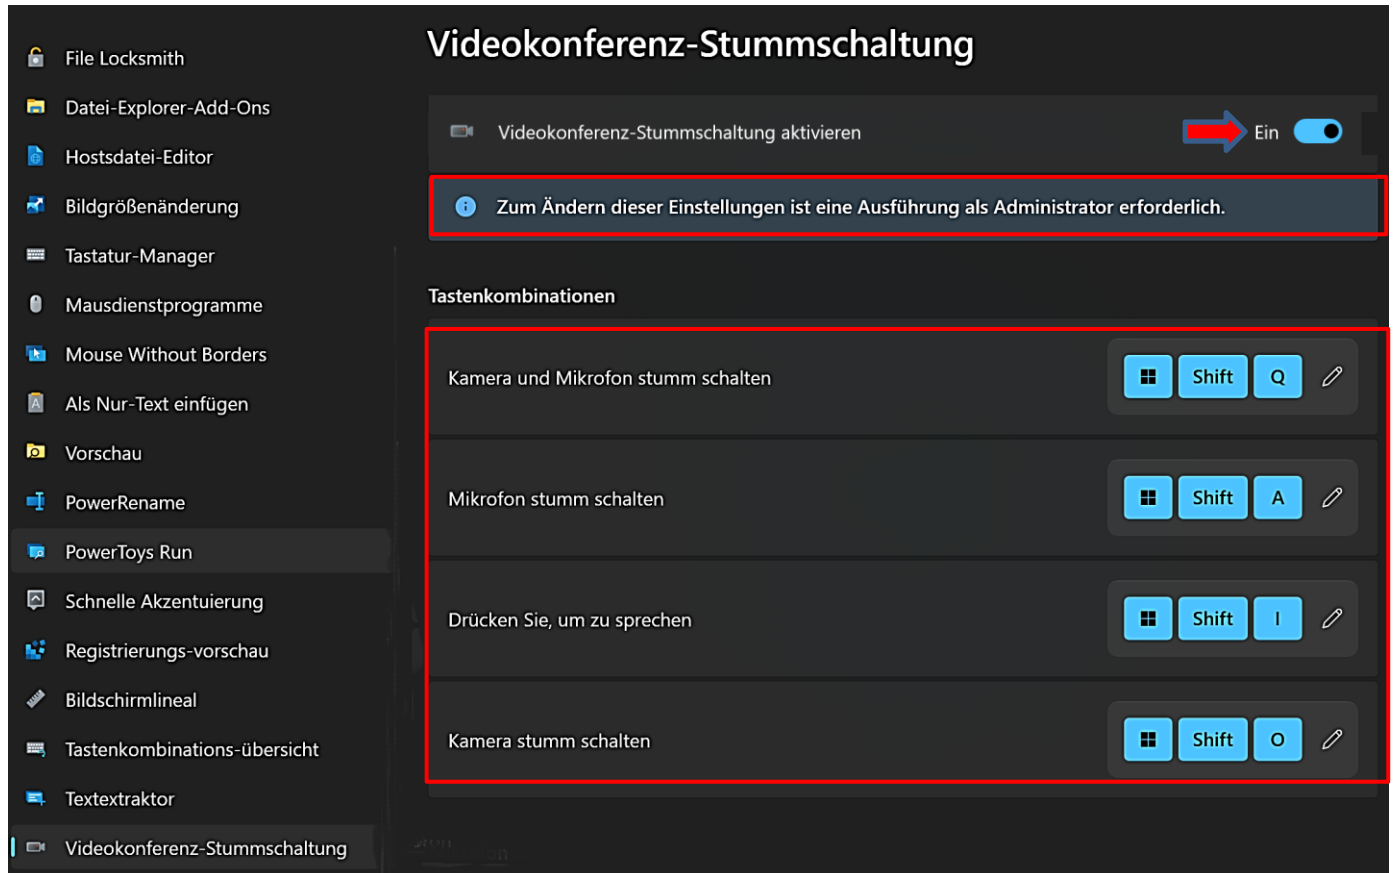 File Locksmith
Datei-Explorer-Add-Ons
Hostsdatei-Editor
Bildgrößenänderung
Tastatur-Manager
Mausdienstprogramme
Mouse Without Borders
Als Nur-Text einfügen
Vorschau
PowerRename
PowerToys Run
Schnelle Akzentuierung
Registrierungs-vorschau
Bildschirmlineal
Tastenkombinations-übersicht
Textextraktor
Videokonferenz-Stummschaltung
Videokonferenz-Stummschaltung
Videokonferenz-Stummschaltung aktivieren Ein
Zum Ändern dieser Einstellungen ist eine Ausführung als Administrator erforderlich.
Tastenkombinationen
Kamera und Mikrofon stumm schalten Shift Q
Mikrofon stumm schalten Shift A
Drücken Sie, um zu sprechen Shift I
Kamera stumm schalten Shift O